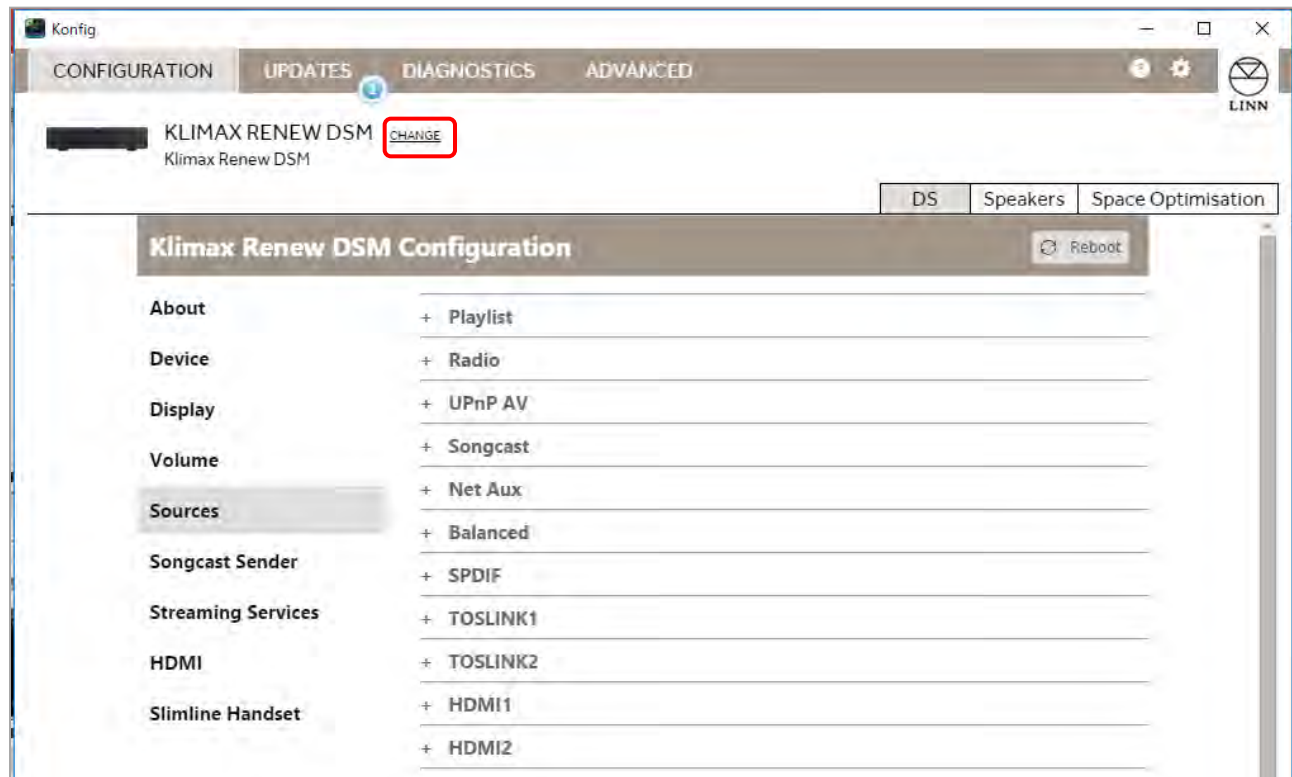 Konfig
CONFIGURATION UPDATES DIAGNOSTICS ADVANCED
LINN
KLIMAX RENEW DSM CHANGE
Klimax Renew DSM
DS Speakers Space Optimisation
Klimax Renew DSM Configuration Reboot
About
Device
Display
Volume
Sources
Songcast Sender
Streaming Services
HDMI
Slimline Handset
+ Playlist
+ Radio
+ UPnP AV
+ Songcast
+ Net Aux
+ Balanced
+ SPDIF
+ TOSLINK1
+ TOSLINK2
+ HDMI1
+ HDMI2